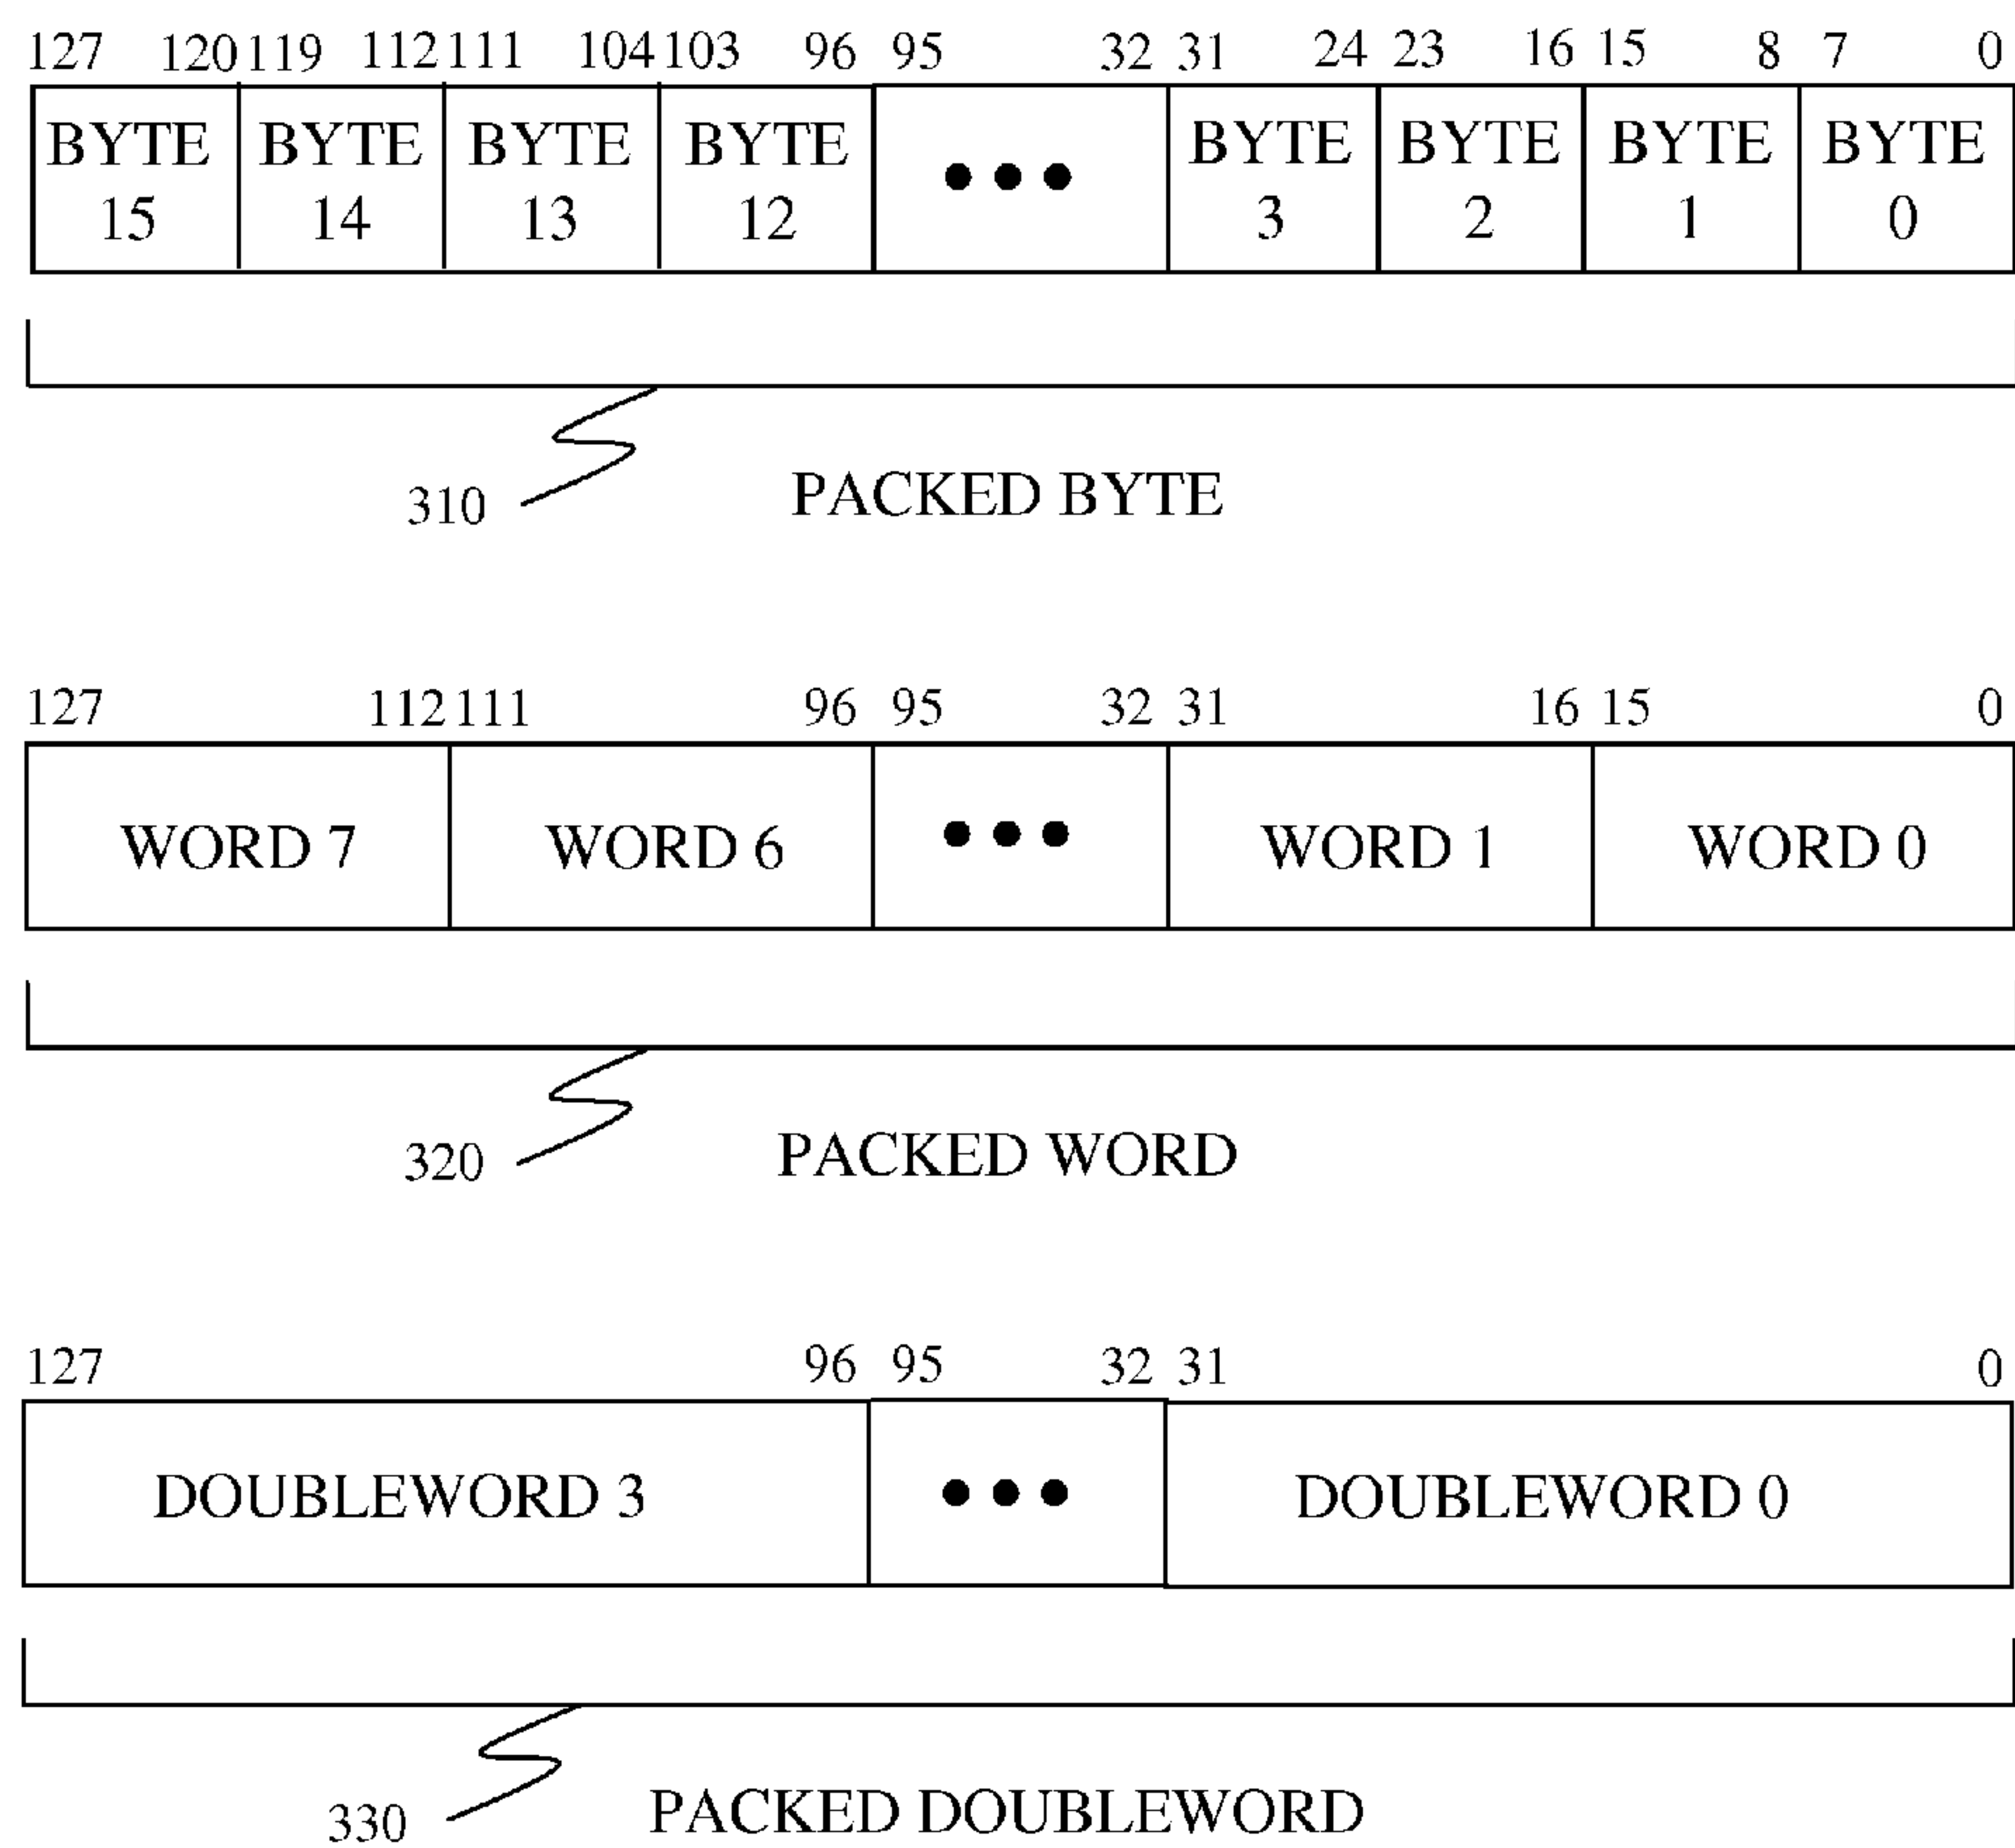 127 120 119 112 111 104 103 96 95 32 31 24 23 16 15 8 7 0
BYTE 15 BYTE 14 BYTE 13 BYTE 12 ••• BYTE 3 BYTE 2 BYTE 1 BYTE 0
310 PACKED BYTE
127 112 111 96 95 32 31 16 15 0
WORD 7 WORD 6 ••• WORD 1 WORD 0
320 PACKED WORD
127 96 95 32 31 0
DOUBLEWORD 3 ••• DOUBLEWORD 0
330 PACKED DOUBLEWORD